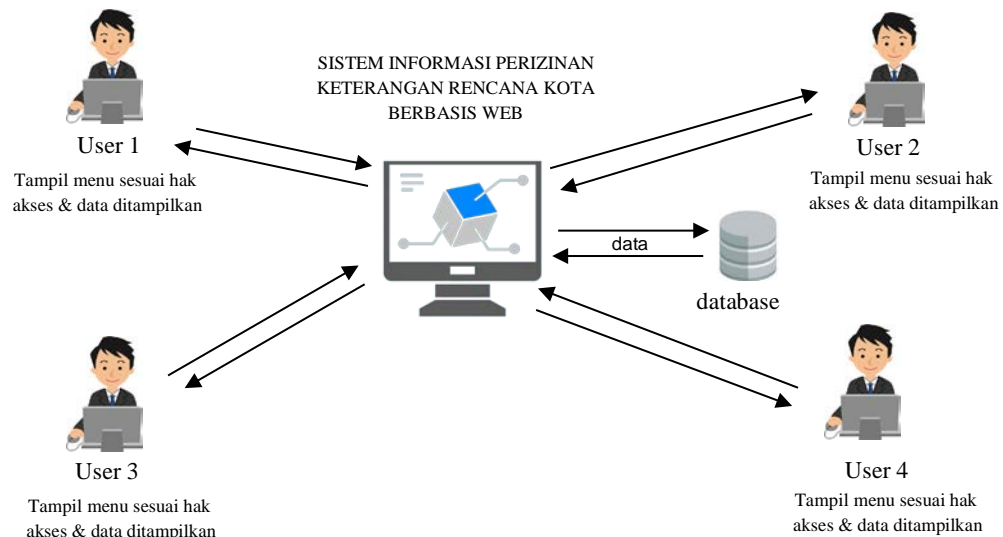 SISTEM INFORMASI PERIZINAN
KETERANGAN RENCANA KOTA
BERBASIS WEB
User 1
Tampil menu sesuai hak
akses & data ditampilkan
User 2
Tampil menu sesuai hak
akses & data ditampilkan
data
database
User 3
Tampil menu sesuai hak
akses & data ditampilkan
User 4
Tampil menu sesuai hak
akses & data ditampilkan